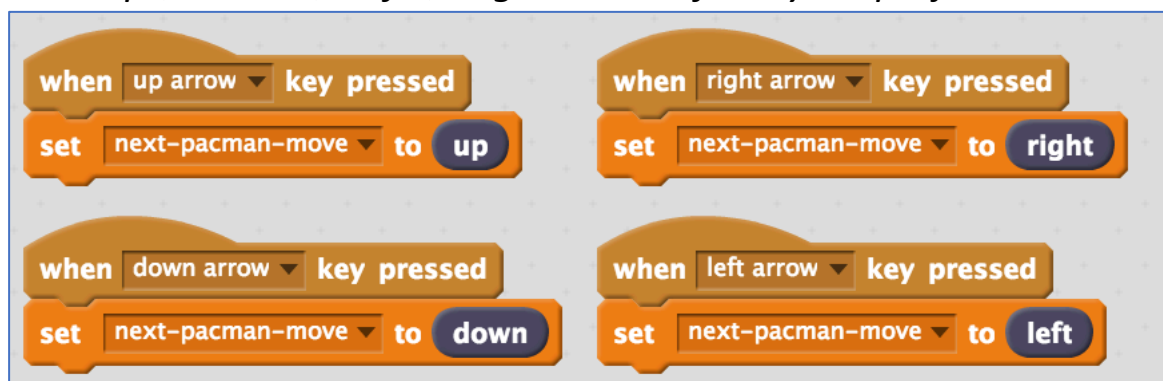 when up arrow key pressed
set next-pacman-move to up
when right arrow key pressed
set next-pacman-move to right
when down arrow key pressed
set next-pacman-move to down
when left arrow key pressed
set next-pacman-move to left